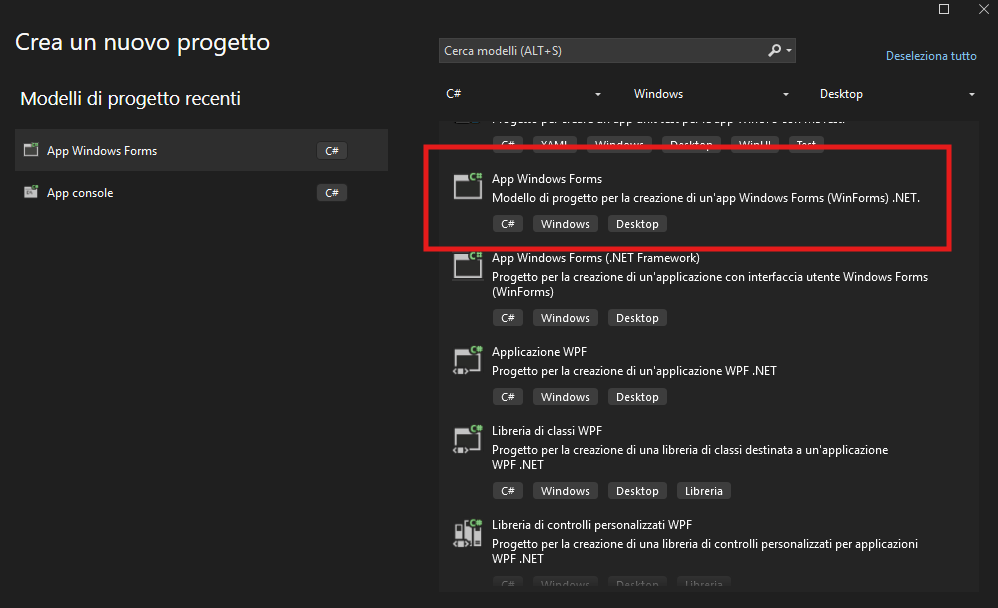 Crea un nuovo progetto
Cerca modelli (ALT+S)
Deseleziona tutto
Modelli di progetto recenti
C#
Windows
Desktop
App Windows Forms
C#
App console
C#
C# XAML Windows Desktop WinUI Test
App Windows Forms
Modello di progetto per la creazione di un'app Windows Forms (WinForms) .NET.
C# Windows Desktop
App Windows Forms (.NET Framework)
Progetto per la creazione di un'applicazione con interfaccia utente Windows Forms
(WinForms)
C# Windows Desktop
Applicazione WPF
Progetto per la creazione di un'applicazione WPF .NET
C# Windows Desktop
Libreria di classi WPF
Progetto per la creazione di una libreria di classi destinata a un'applicazione
WPF .NET
C# Windows Desktop Libreria
Libreria di controlli personalizzati WPF
Progetto per la creazione di una libreria di controlli personalizzati per applicazioni
WPF .NET
C# Windows Desktop Libreria